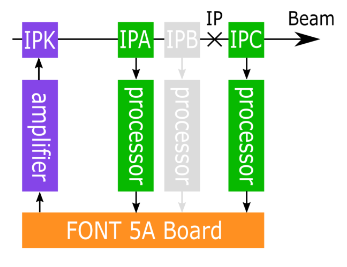 IP Beam
IPK IPA IPB IPC
amplifier processor processor processor
FONT 5A Board